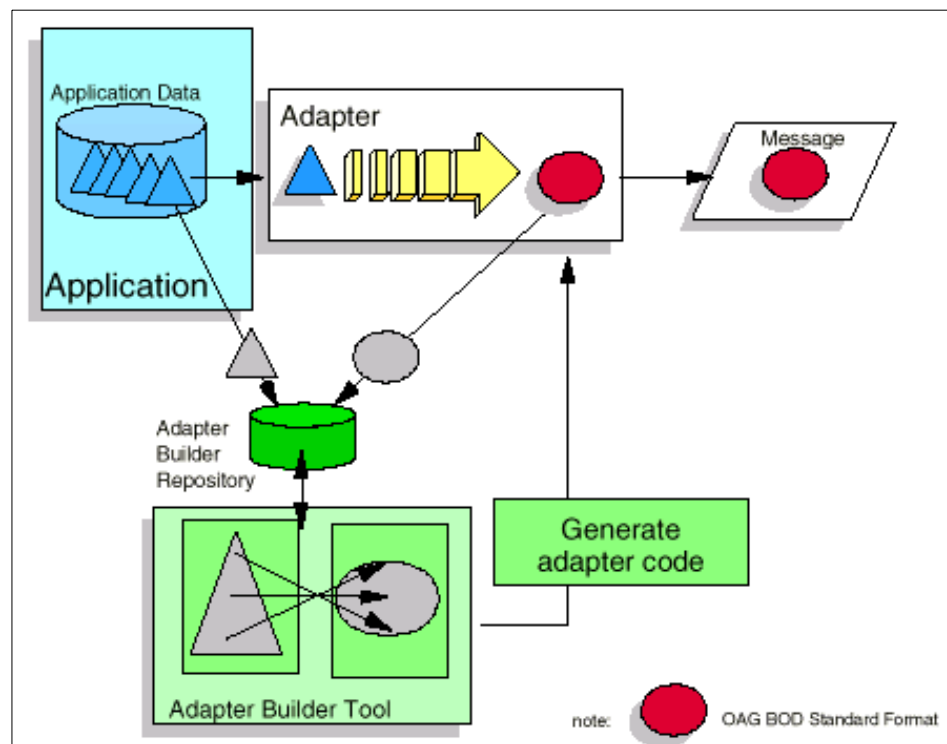 Application Data
Adapter
Message
Application
Adapter
Builder
Repository
Generate
adapter code
Adapter Builder Tool
note:
OAG BOD Standard Format